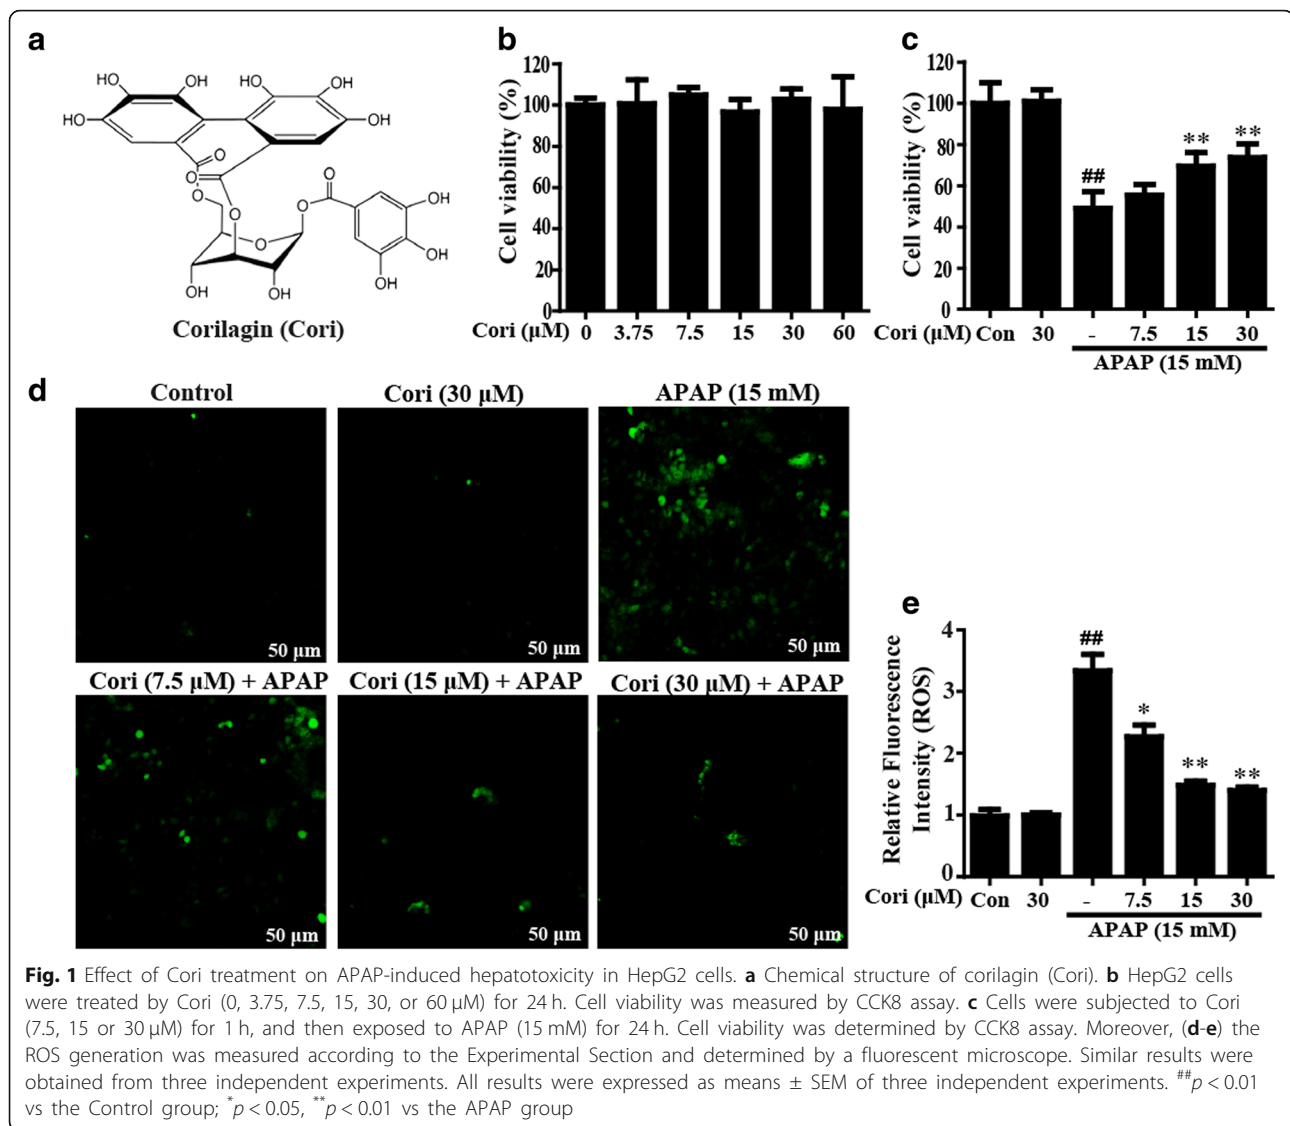 a
HO
OH
HO
OH
HO
OH
O
O
O
O
O
O
O
O
OH
OH
OH
OH
OH
Corilagin (Cori)
b
Cell viability (%)
120
100
80
60
40
20
0
Cori (μM) 0 3.75 7.5 15 30 60
c
Cell vaibility (%)
120
100
80
60
40
20
0
##
**
**
Cori (μM) Con 30 - 7.5 15 30
APAP (15 mM)
d
Control
Cori (30 μM)
APAP (15 mM)
50 μm
50 μm
50 μm
Cori (7.5 μM) + APAP
Cori (15 μM) + APAP
Cori (30 μM) + APAP
50 μm
50 μm
50 μm
e
Relative Fluorescence
Intensity (ROS)
4
3
2
1
0
##
*
**
**
Cori (μM) Con 30 - 7.5 15 30
APAP (15 mM)
Fig. 1 Effect of Cori treatment on APAP-induced hepatotoxicity in HepG2 cells. a Chemical structure of corilagin (Cori). b HepG2 cells
were treated by Cori (0, 3.75, 7.5, 15, 30, or 60 μM) for 24 h. Cell viability was measured by CCK8 assay. c Cells were subjected to Cori
(7.5, 15 or 30 μM) for 1 h, and then exposed to APAP (15 mM) for 24 h. Cell viability was determined by CCK8 assay. Moreover, (d-e) the
ROS generation was measured according to the Experimental Section and determined by a fluorescent microscope. Similar results were
obtained from three independent experiments. All results were expressed as means ± SEM of three independent experiments. ##p < 0.01
vs the Control group; *p < 0.05, **p < 0.01 vs the APAP group